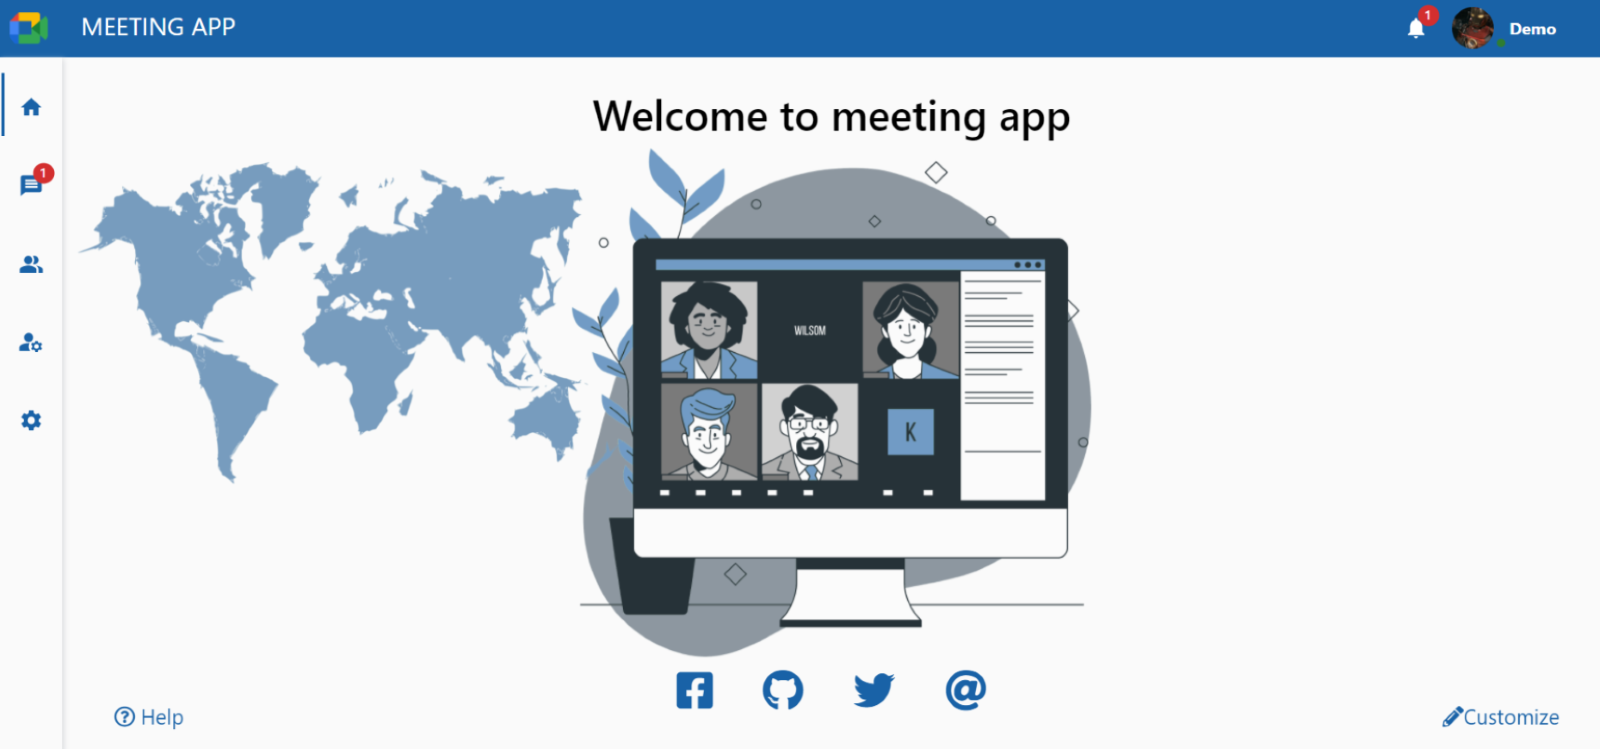 MEETING APP
1
Demo
Welcome to meeting app
1
WILSOM
K
Help
Customize